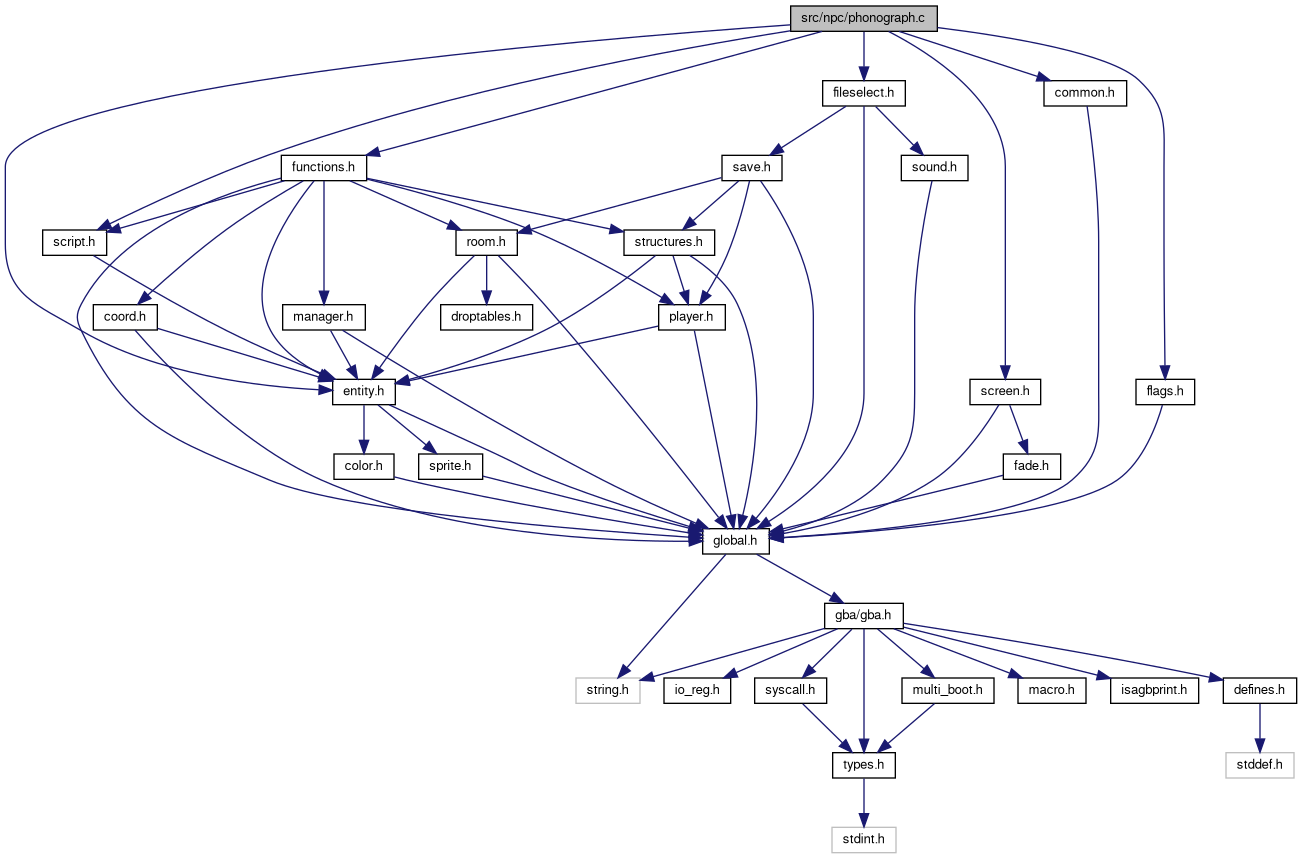 src/npc/phonograph.c
fileselect.h
common.h
functions.h
save.h
sound.h
script.h
room.h
structures.h
coord.h
manager.h
droptables.h
player.h
entity.h
screen.h
flags.h
color.h
sprite.h
fade.h
global.h
gba/gba.h
string.h
io_reg.h
syscall.h
multi_boot.h
macro.h
isagbprint.h
defines.h
types.h
stddef.h
stdint.h